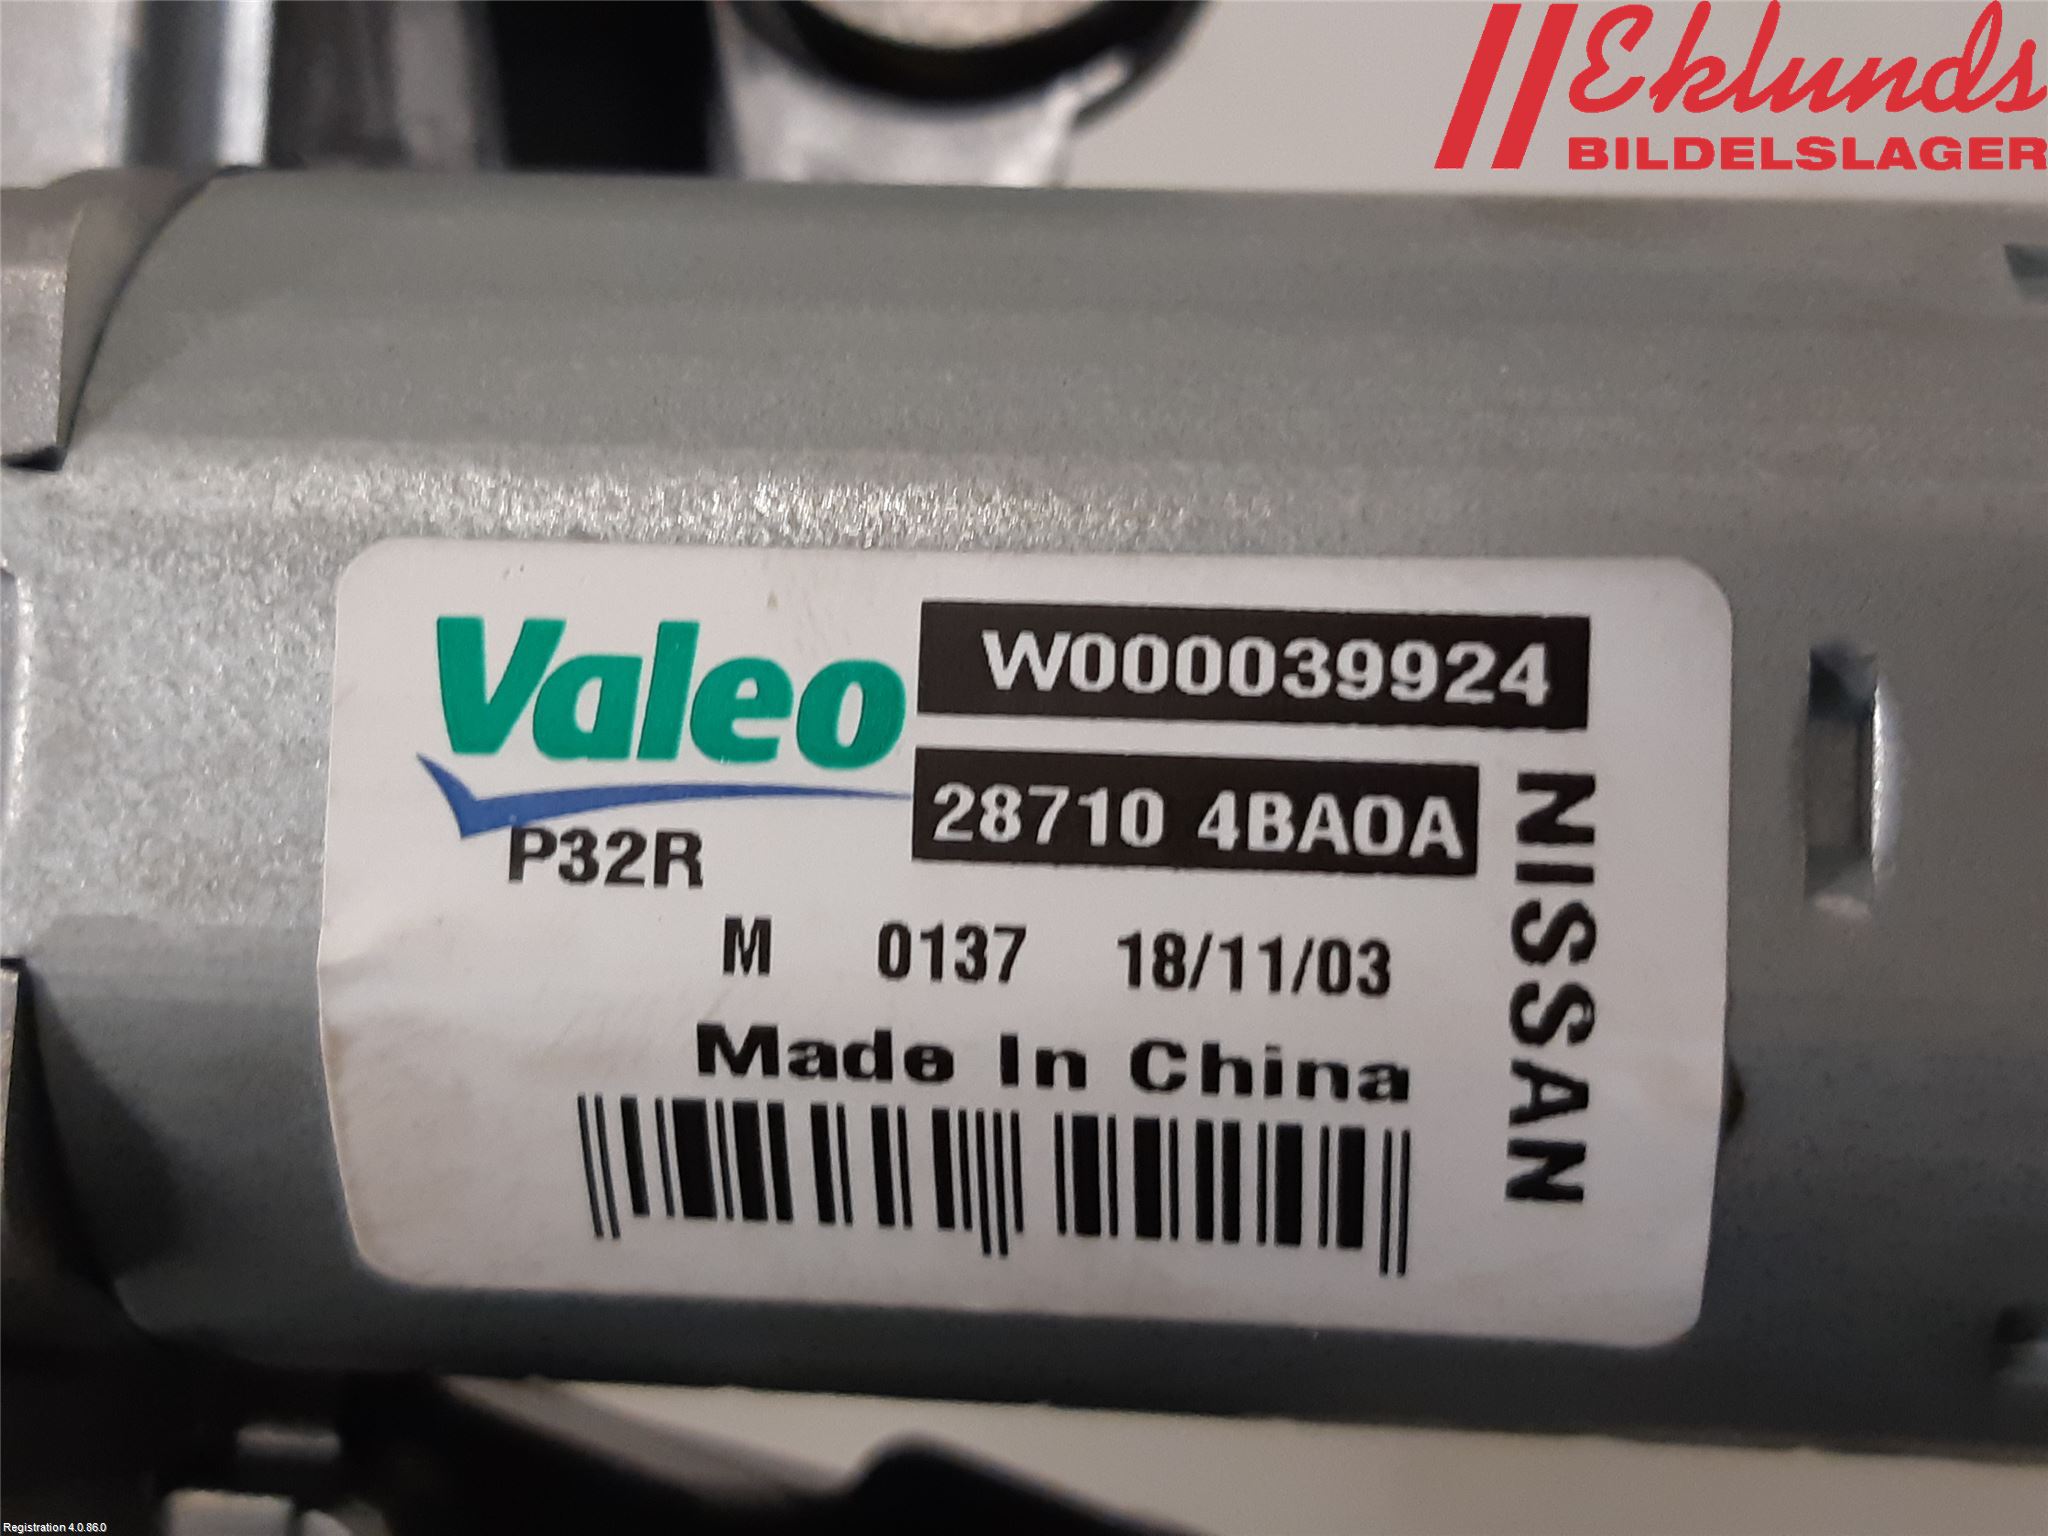 Eklunds
BILDELSLAGER
Valeo
W000039924
28710 4BA0A
P32R
NISSAN
M 0137 18/11/03
Made In China
Registration 4.0.86.0